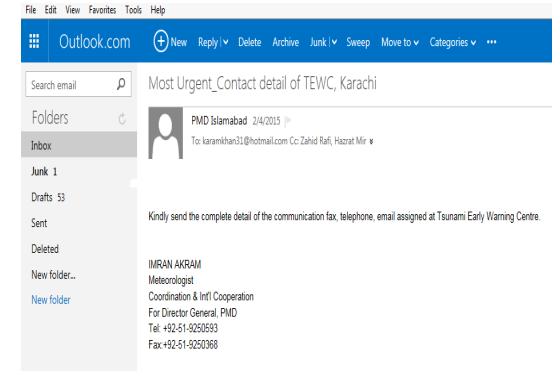 File Edit View Favorites Tools Help
Outlook.com New Reply Delete Archive Junk Sweep Move to Categories •••
Search email
Most Urgent_Contact detail of TEWC, Karachi
Folders
PMD Islamabad 2/4/2015
To: karamkhan31@hotmail.com Cc: Zahid Rafi, Hazrat Mir
Inbox
Junk 1
Drafts 53
Sent
Kindly send the complete detail of the communication fax, telephone, email assigned at Tsunami Early Warning Centre.
Deleted
New folder...
New folder
IMRAN AKRAM
Meteorologist
Coordination & Int'l Cooperation
For Director General, PMD
Tel: +92-51-9250593
Fax:+92-51-9250368